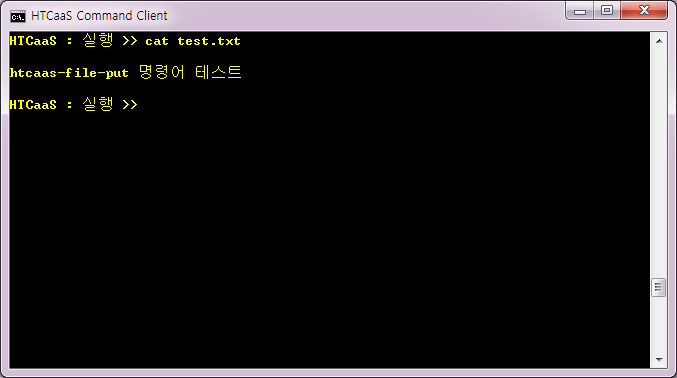 HTCaaS Command Client
HTCaaS : 실행 >> cat test.txt
htcaas-file-put 명령어 테스트
HTCaaS : 실행 >>